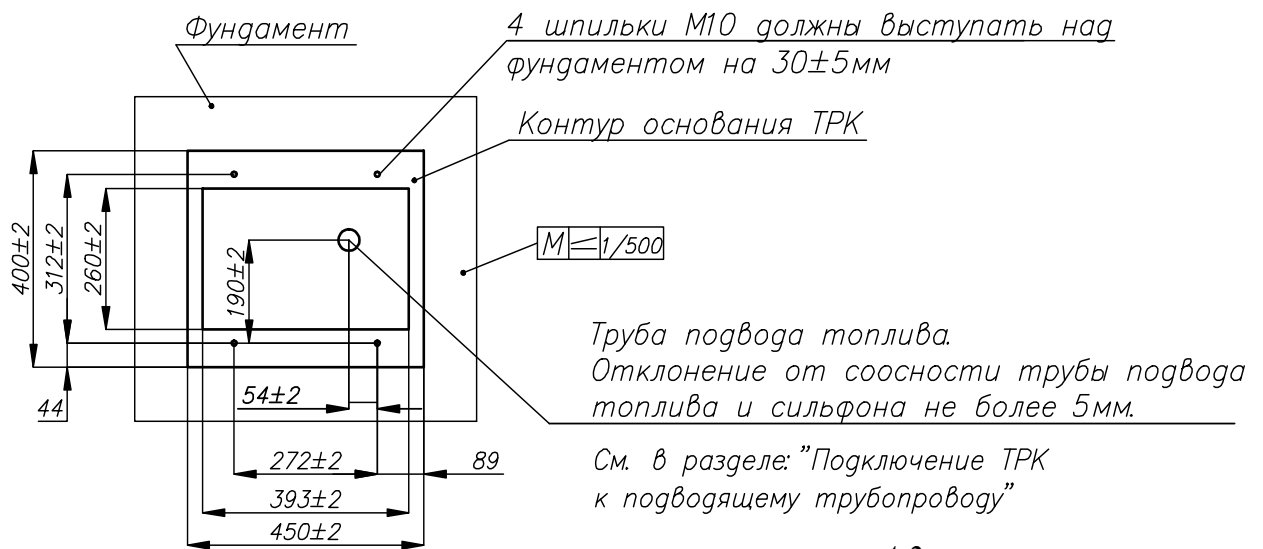 Фундамент
4 шпильки М10 должны выступать над
фундаментом на 30±5мм
Контур основания ТРК
400±2
312±2
260±2
190±2
М 1/500
Труба подвода топлива.
Отклонение от соосности трубы подвода
топлива и сильфона не более 5мм.
54±2
44
272±2
89
См. в разделе: "Подключение ТРК
к подводящему трубопроводу"
393±2
450±2